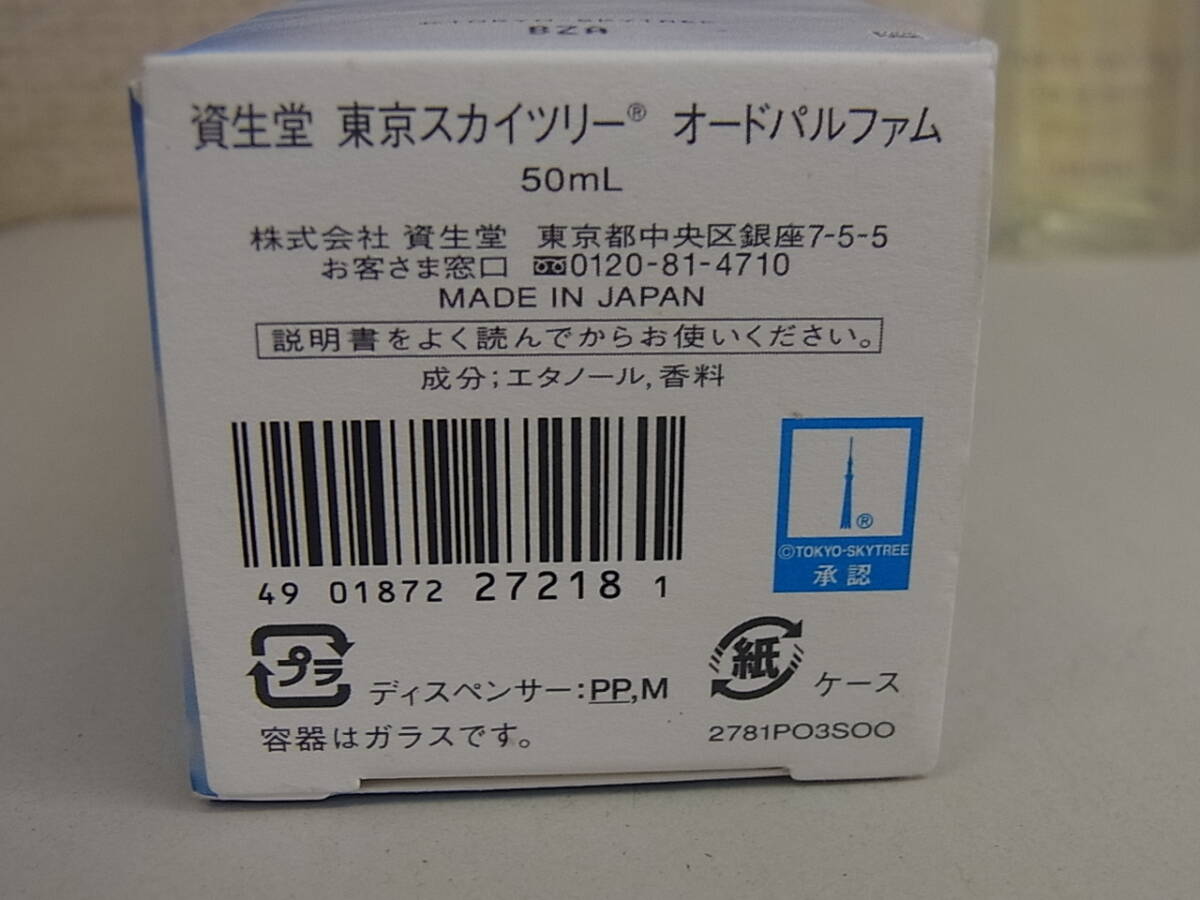 ©TOKYO-SKYTREE
BZA
資生堂 東京スカイツリー® オードパルファム
50mL
株式会社 資生堂 東京都中央区銀座7-5-5
お客さま窓口 0120-81-4710
MADE IN JAPAN
説明書をよく読んでからお使いください。
成分;エタノール,香料
49 01872 27218 1
®
©TOKYO-SKYTREE
承認
プラ ディスペンサー:PP,M
紙 ケース
容器はガラスです。
2781PO3SOO